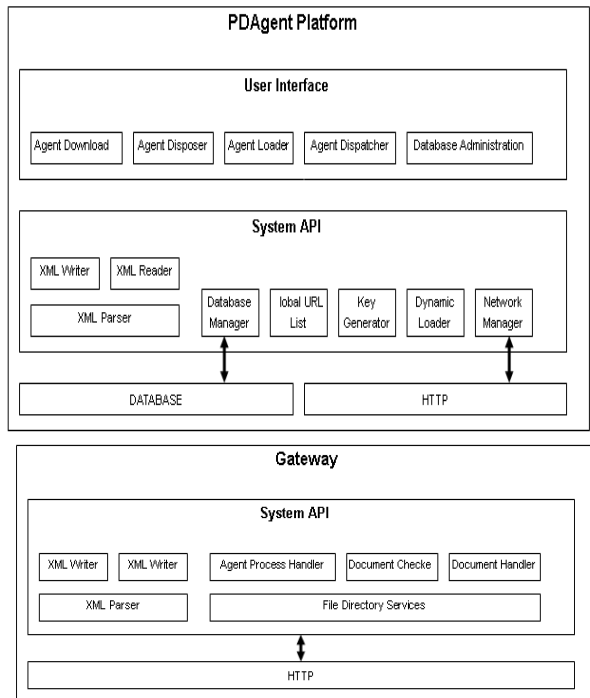 PDAgent Platform
User Interface
Agent Download Agent Disposer Agent Loader Agent Dispatcher Database Administration
System API
XML Writer XML Reader
XML Parser
Database
Manager
lobal URL
List
Key
Generator
Dynamic
Loader
Network
Manager
DATABASE HTTP
Gateway
System API
XML Writer XML Writer Agent Process Handler Document Checke Document Handler
XML Parser File Directory Services
HTTP